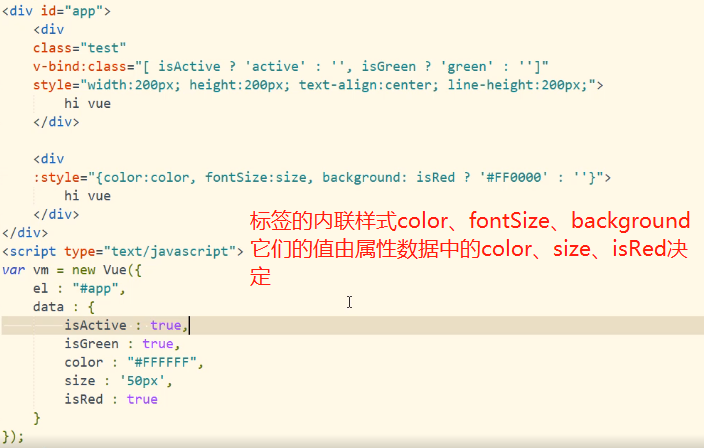 <div id="app">
    <div
    class="test"
    v-bind:class="[ isActive ? 'active' : '', isGreen ? 'green' : '']"
    style="width:200px; height:200px; text-align:center; line-height:200px;">
        hi vue
    </div>

    <div
    :style="{color:color, fontSize:size, background: isRed ? '#FF0000' : ''}">
        hi vue
    </div>
</div>
标签的内联样式color、fontSize、background
它们的值由属性数据中的color、size、isRed决
定
<script type="text/javascript">
var vm = new Vue({
    el : "#app",
    data : {
        isActive : true,
        isGreen : true,
        color : "#FFFFFF",
        size : '50px',
        isRed : true
    }
});